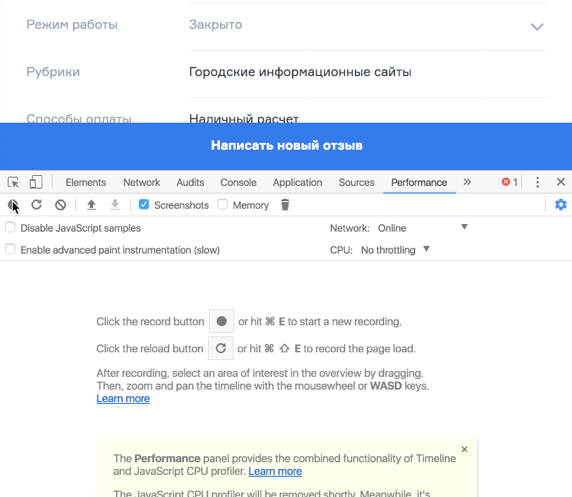 Режим работы Закрыто
Рубрики Городские информационные сайты
Способы оплаты Наличный расчет
Написать новый отзыв
Elements Network Audits Console Application Sources Performance » 1
Screenshots Memory
Disable JavaScript samples Network: Online
Enable advanced paint instrumentation (slow) CPU: No throttling
Click the record button or hit ⌘ E to start a new recording.
Click the reload button or hit ⌘ ⇧ E to record the page load.
After recording, select an area of interest in the overview by dragging.
Then, zoom and pan the timeline with the mousewheel or WASD keys.
Learn more
The Performance panel provides the combined functionality of Timeline
and JavaScript CPU profiler. Learn more
The JavaScript CPU profiler will be removed shortly. Meanwhile, it's